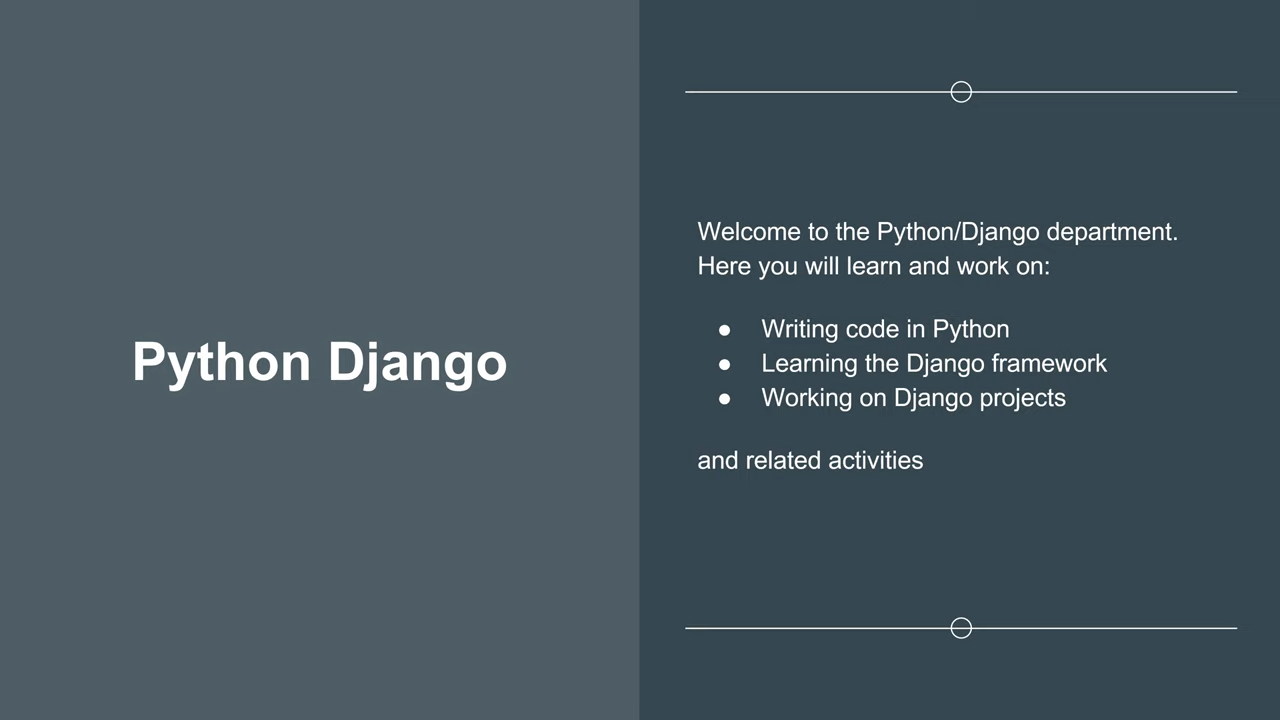 Python Django
Welcome to the Python/Django department.
Here you will learn and work on:
● Writing code in Python
● Learning the Django framework
● Working on Django projects
and related activities